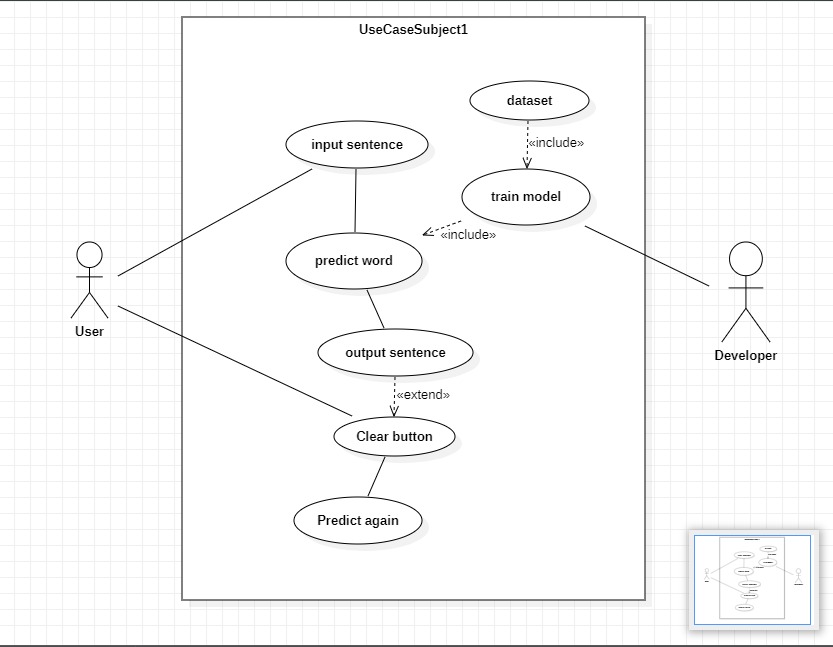 UseCaseSubject1
dataset
«include»
input sentence
train model
«include»
predict word
User
Developer
output sentence
«extend»
Clear button
Predict again